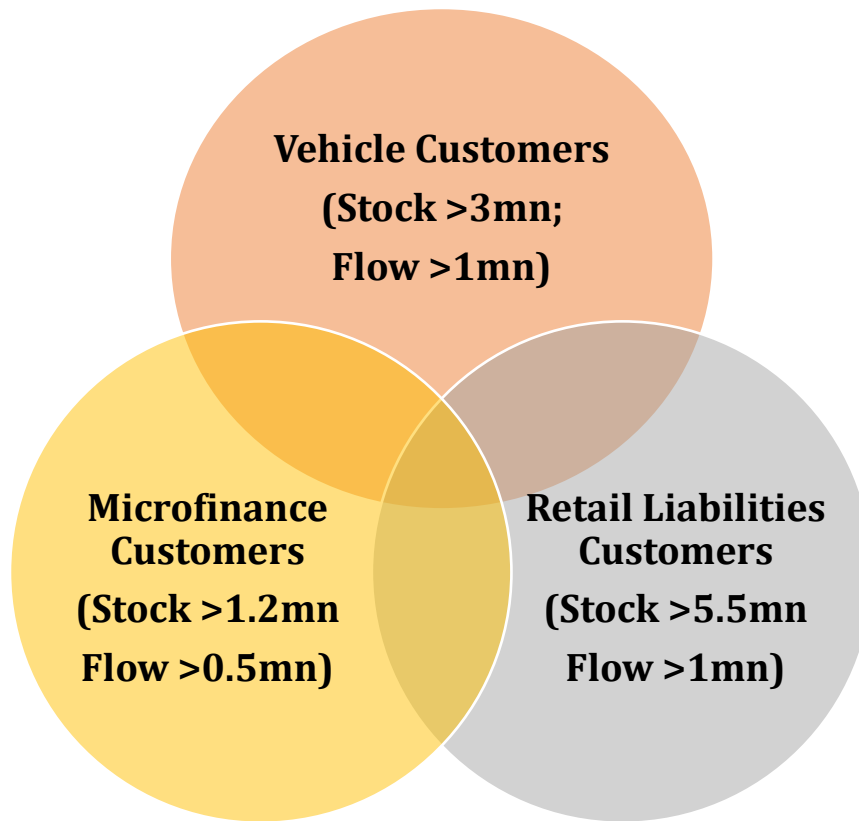 Vehicle Customers
(Stock >3mn;
Flow >1mn)
Microfinance
Customers
(Stock >1.2mn
Flow >0.5mn)
Retail Liabilities
Customers
(Stock >5.5mn
Flow >1mn)